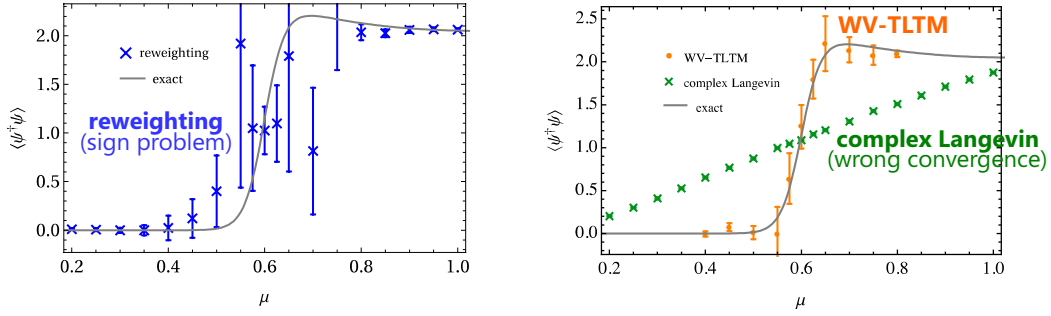 2.0
1.5
1.0
0.5
0.0
⟨ψ†ψ⟩
reweighting
exact
reweighting
(sign problem)
0.2 0.4 0.6 0.8 1.0
μ
WV-TLTM
2.5
2.0
1.5
1.0
0.5
0.0
⟨ψ†ψ⟩
WV−TLTM
complex Langevin
exact
complex Langevin
(wrong convergence)
0.2 0.4 0.6 0.8 1.0
μ